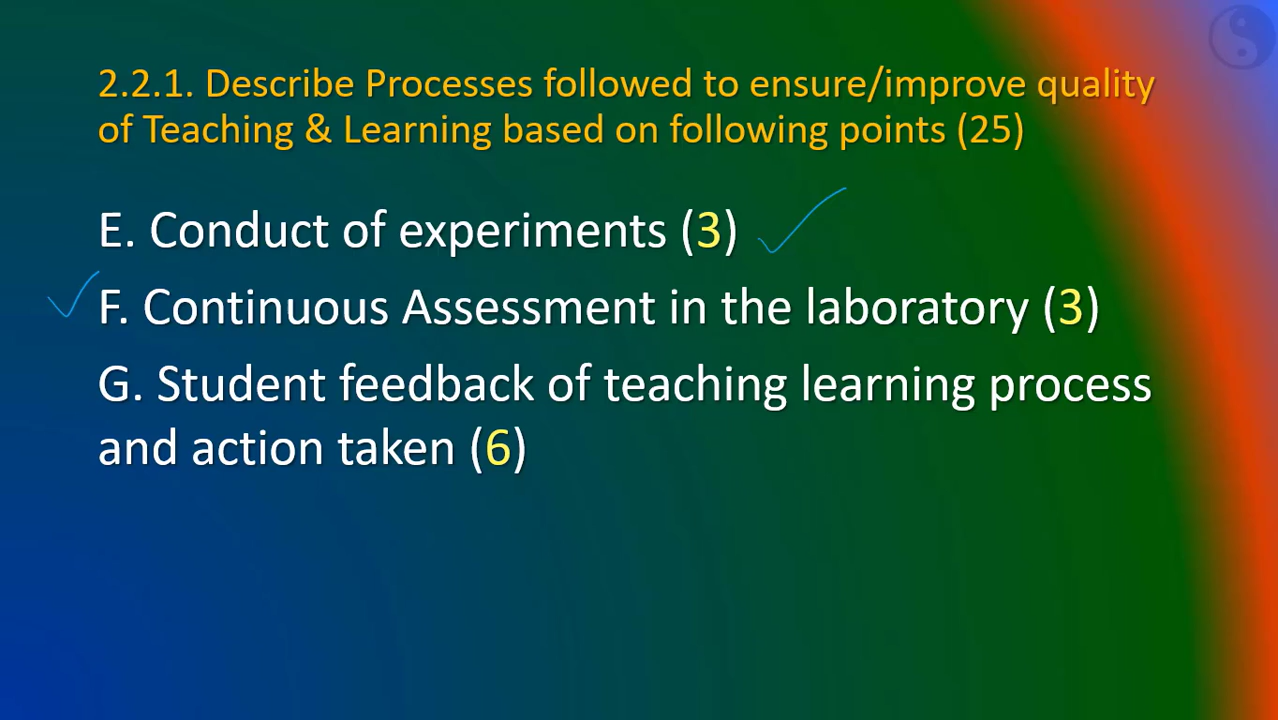 2.2.1. Describe Processes followed to ensure/improve quality
of Teaching & Learning based on following points (25)
E. Conduct of experiments (3)
F. Continuous Assessment in the laboratory (3)
G. Student feedback of teaching learning process
and action taken (6)